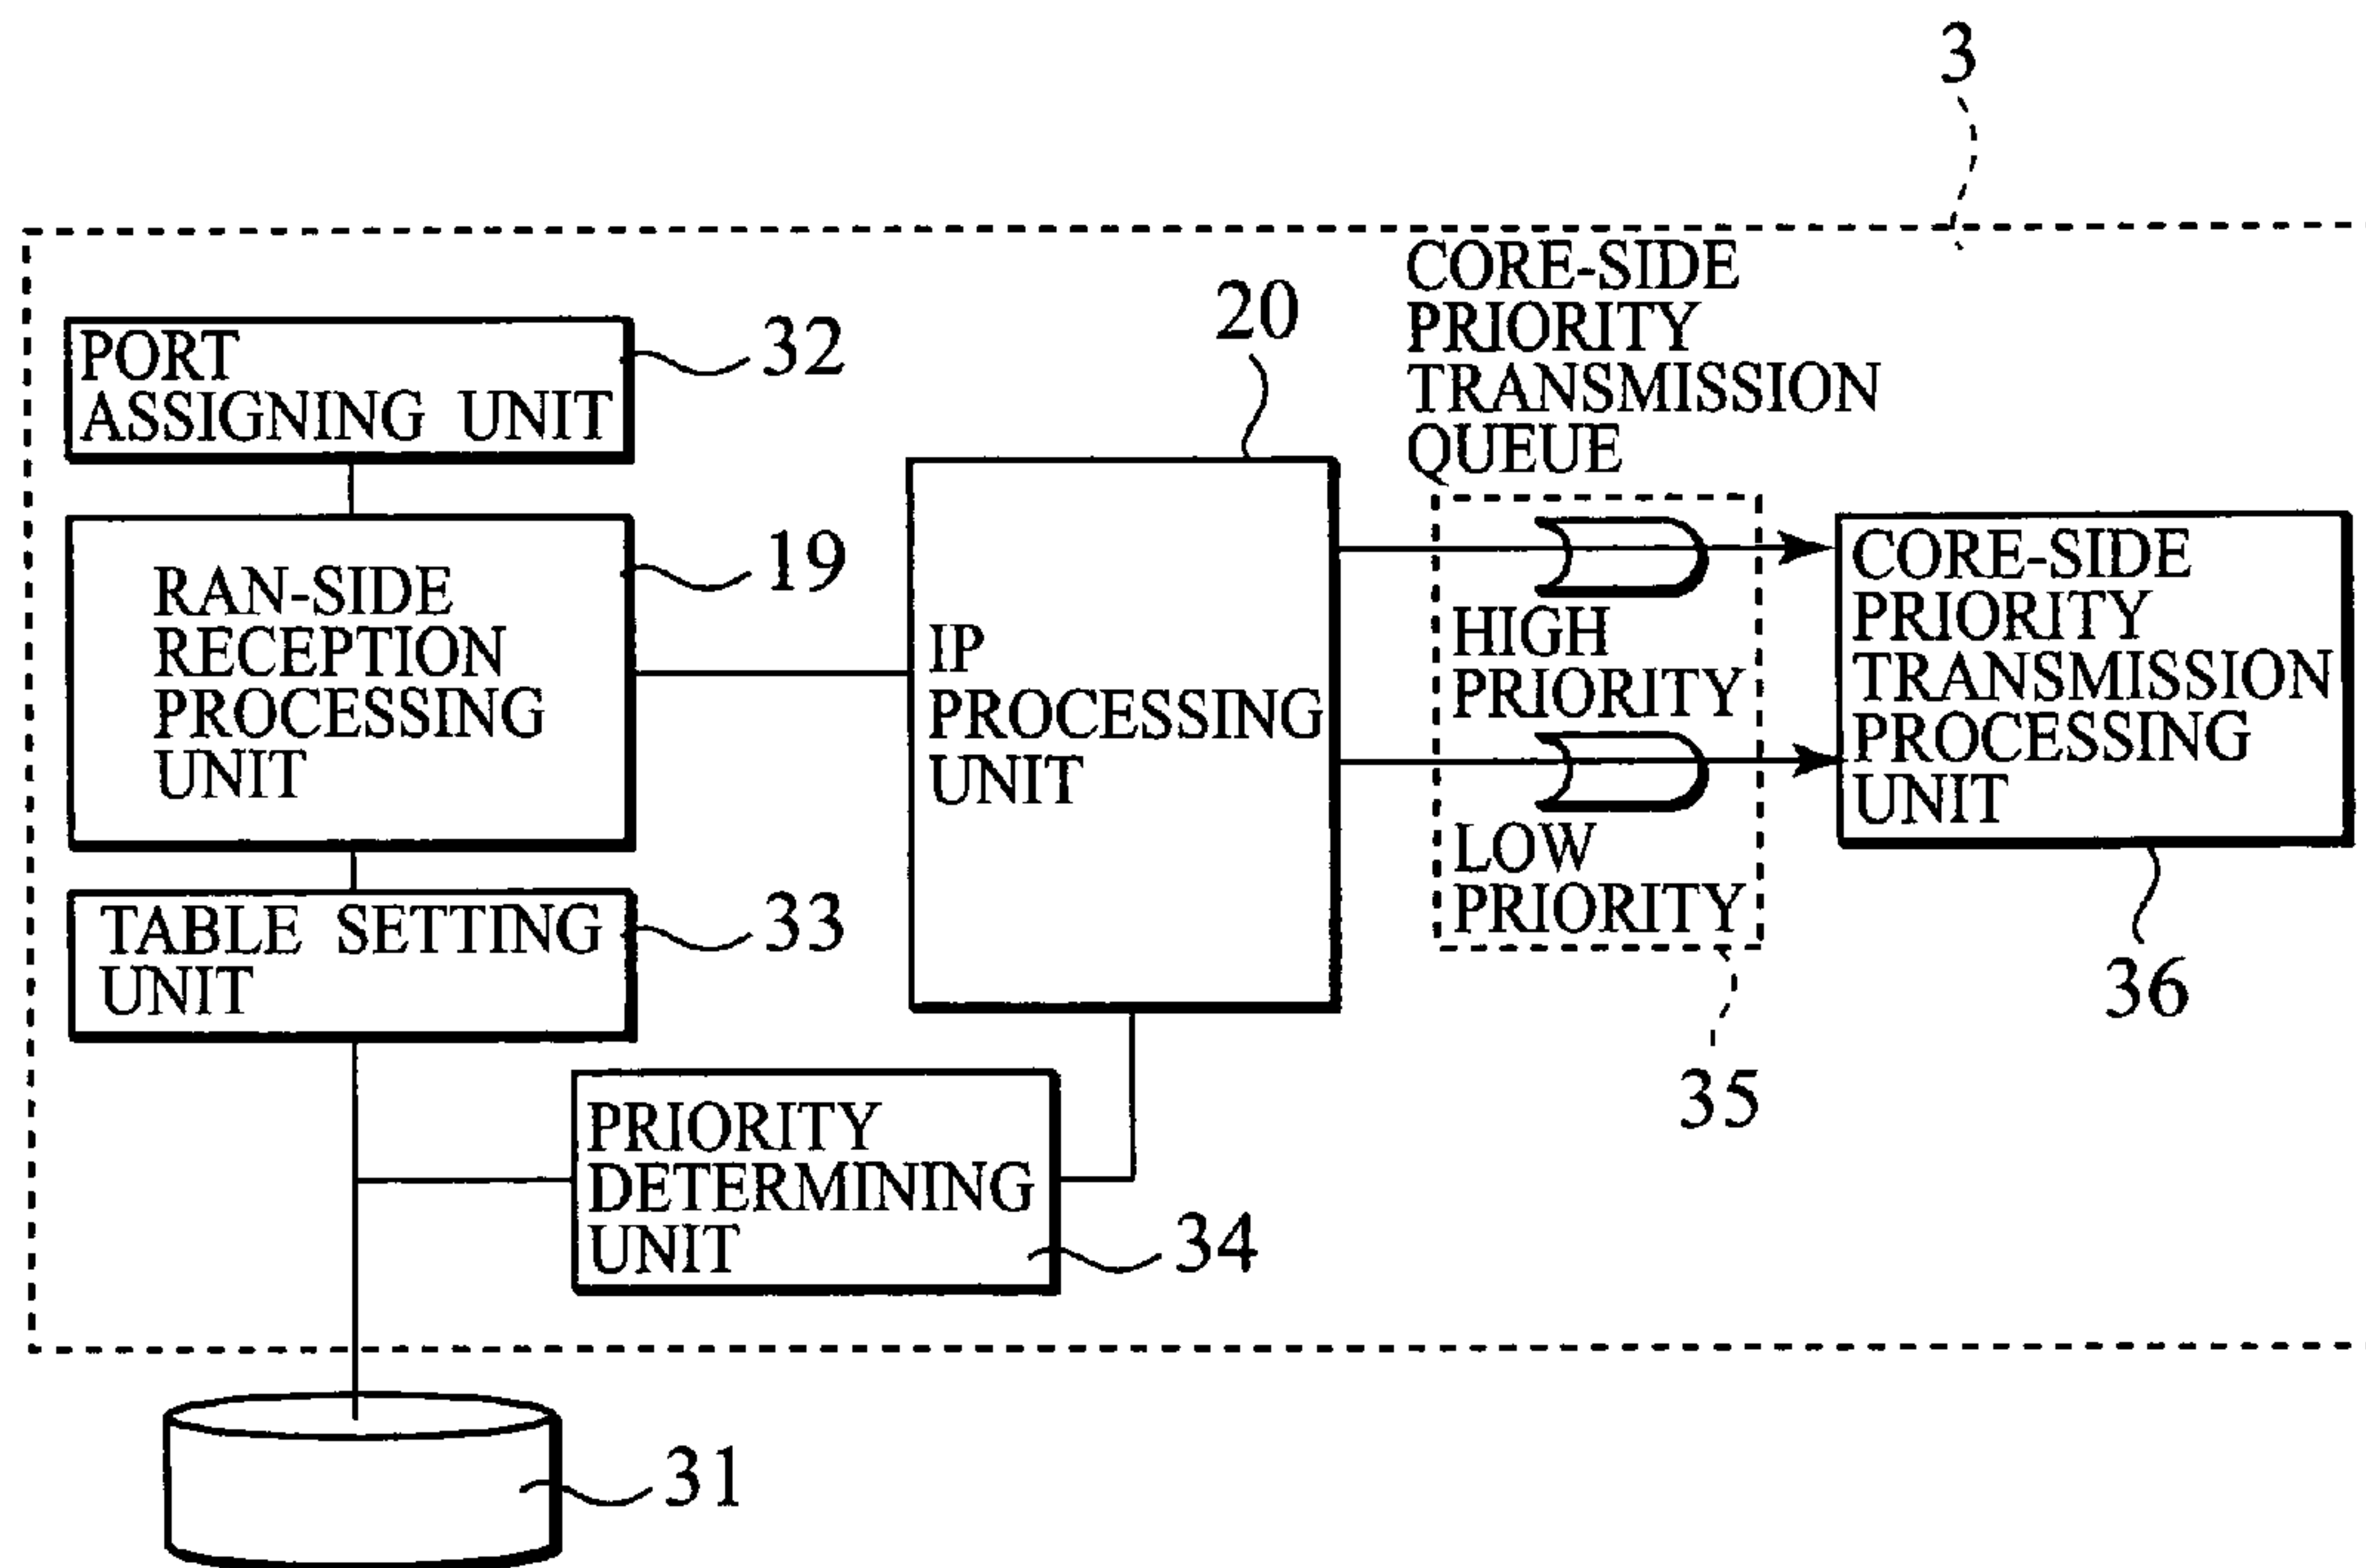 3
CORE-SIDE
PRIORITY
TRANSMISSION
QUEUE
20
PORT
ASSIGNING UNIT
32
RAN-SIDE
RECEPTION
PROCESSING
UNIT
19
IP
PROCESSING
UNIT
HIGH
PRIORITY
LOW
PRIORITY
CORE-SIDE
PRIORITY
TRANSMISSION
PROCESSING
UNIT
TABLE SETTING
UNIT
33
36
35
PRIORITY
DETERMINING
UNIT
34
31